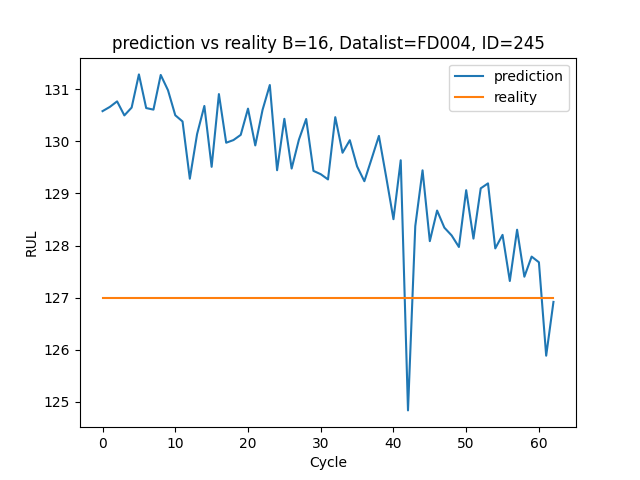 prediction vs reality B=16, Datalist=FD004, ID=245
prediction
reality
RUL
131
130
129
128
127
126
125
0 10 20 30 40 50 60
Cycle